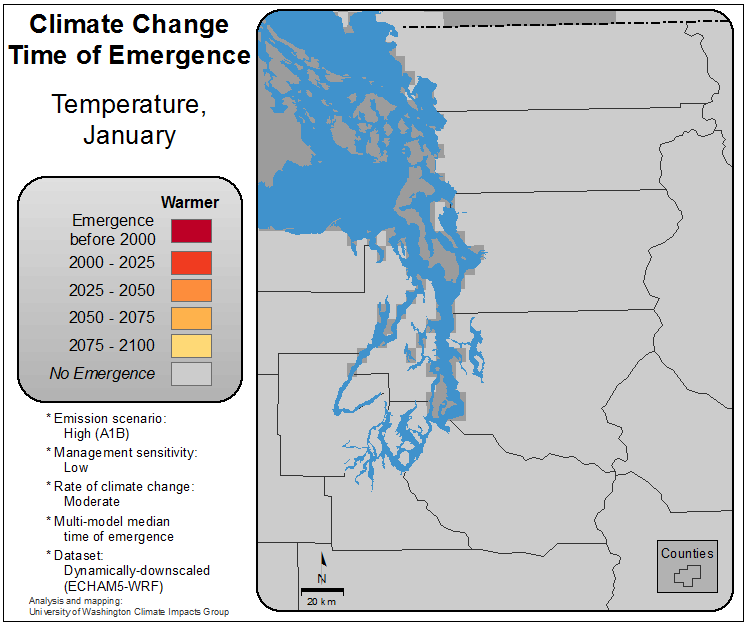 Climate Change
Time of Emergence
Temperature,
January
Warmer
Emergence
before 2000
2000 - 2025
2025 - 2050
2050 - 2075
2075 - 2100
No Emergence
* Emission scenario:
High (A1B)
* Management sensitivity:
Low
* Rate of climate change:
Moderate
* Multi-model median
time of emergence
* Dataset:
Dynamically-downscaled
(ECHAM5-WRF)
Analysis and mapping:
University of Washington Climate Impacts Group
N
20 km
Counties